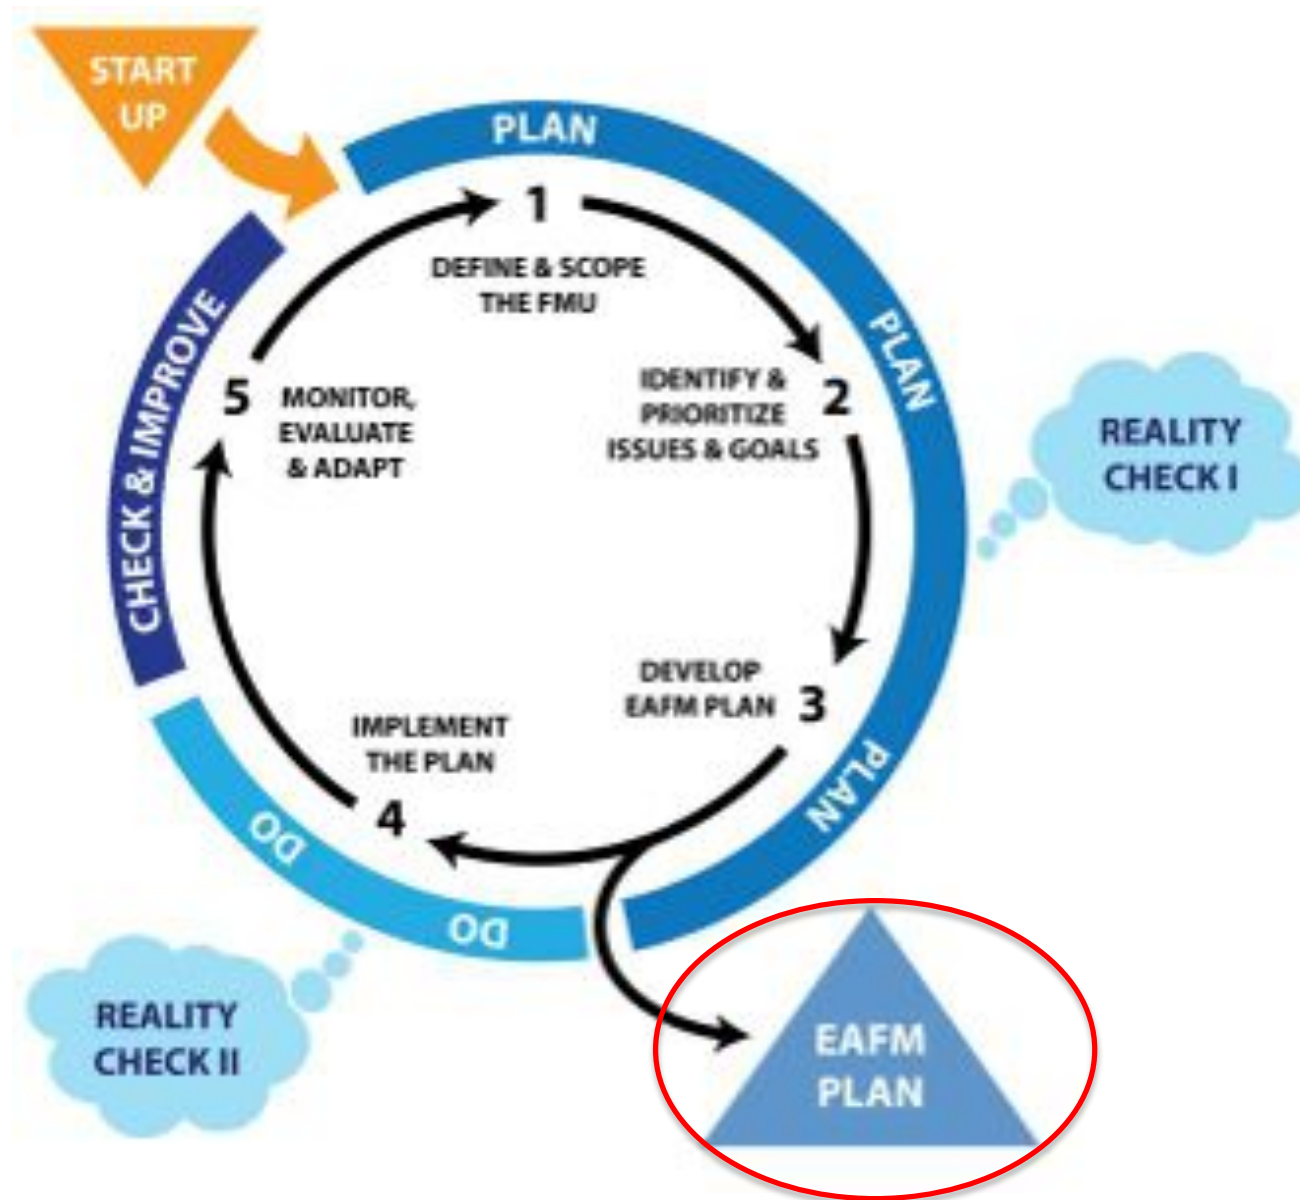 START
UP
PLAN
1
DEFINE & SCOPE
THE FMU
PLAN
IDENTIFY &
PRIORITIZE
ISSUES & GOALS
2
REALITY
CHECK I
DEVELOP
EAFM PLAN
3
PLAN
EAFM
PLAN
IMPLEMENT
THE PLAN
4
DO
DO
REALITY
CHECK II
5
MONITOR,
EVALUATE
& ADAPT
CHECK & IMPROVE